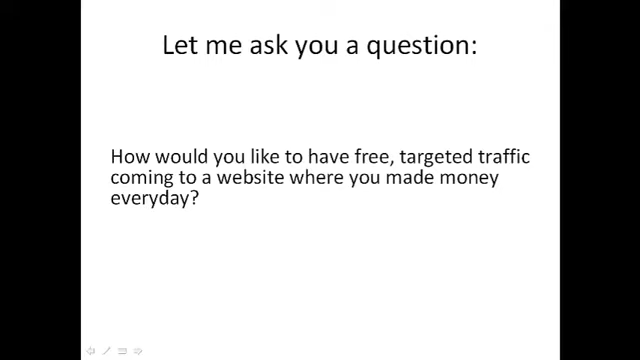 Let me ask you a question:
How would you like to have free, targeted traffic
coming to a website where you made money
everyday?